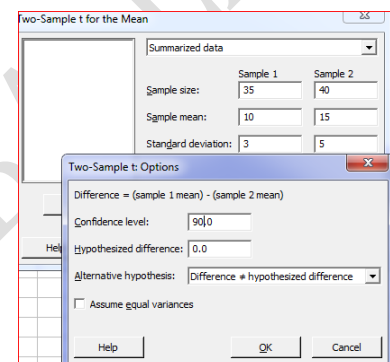 Two-Sample t for the Mean
Summarized data
Sample 1 Sample 2
Sample size: 35 40
Sample mean: 10 15
Standard deviation: 3 5
Two-Sample t: Options
Difference = (sample 1 mean) - (sample 2 mean)
Confidence level: 90.0
Hypothesized difference: 0.0
Alternative hypothesis: Difference ≠ hypothesized difference
Assume equal variances
Hel
Help OK Cancel